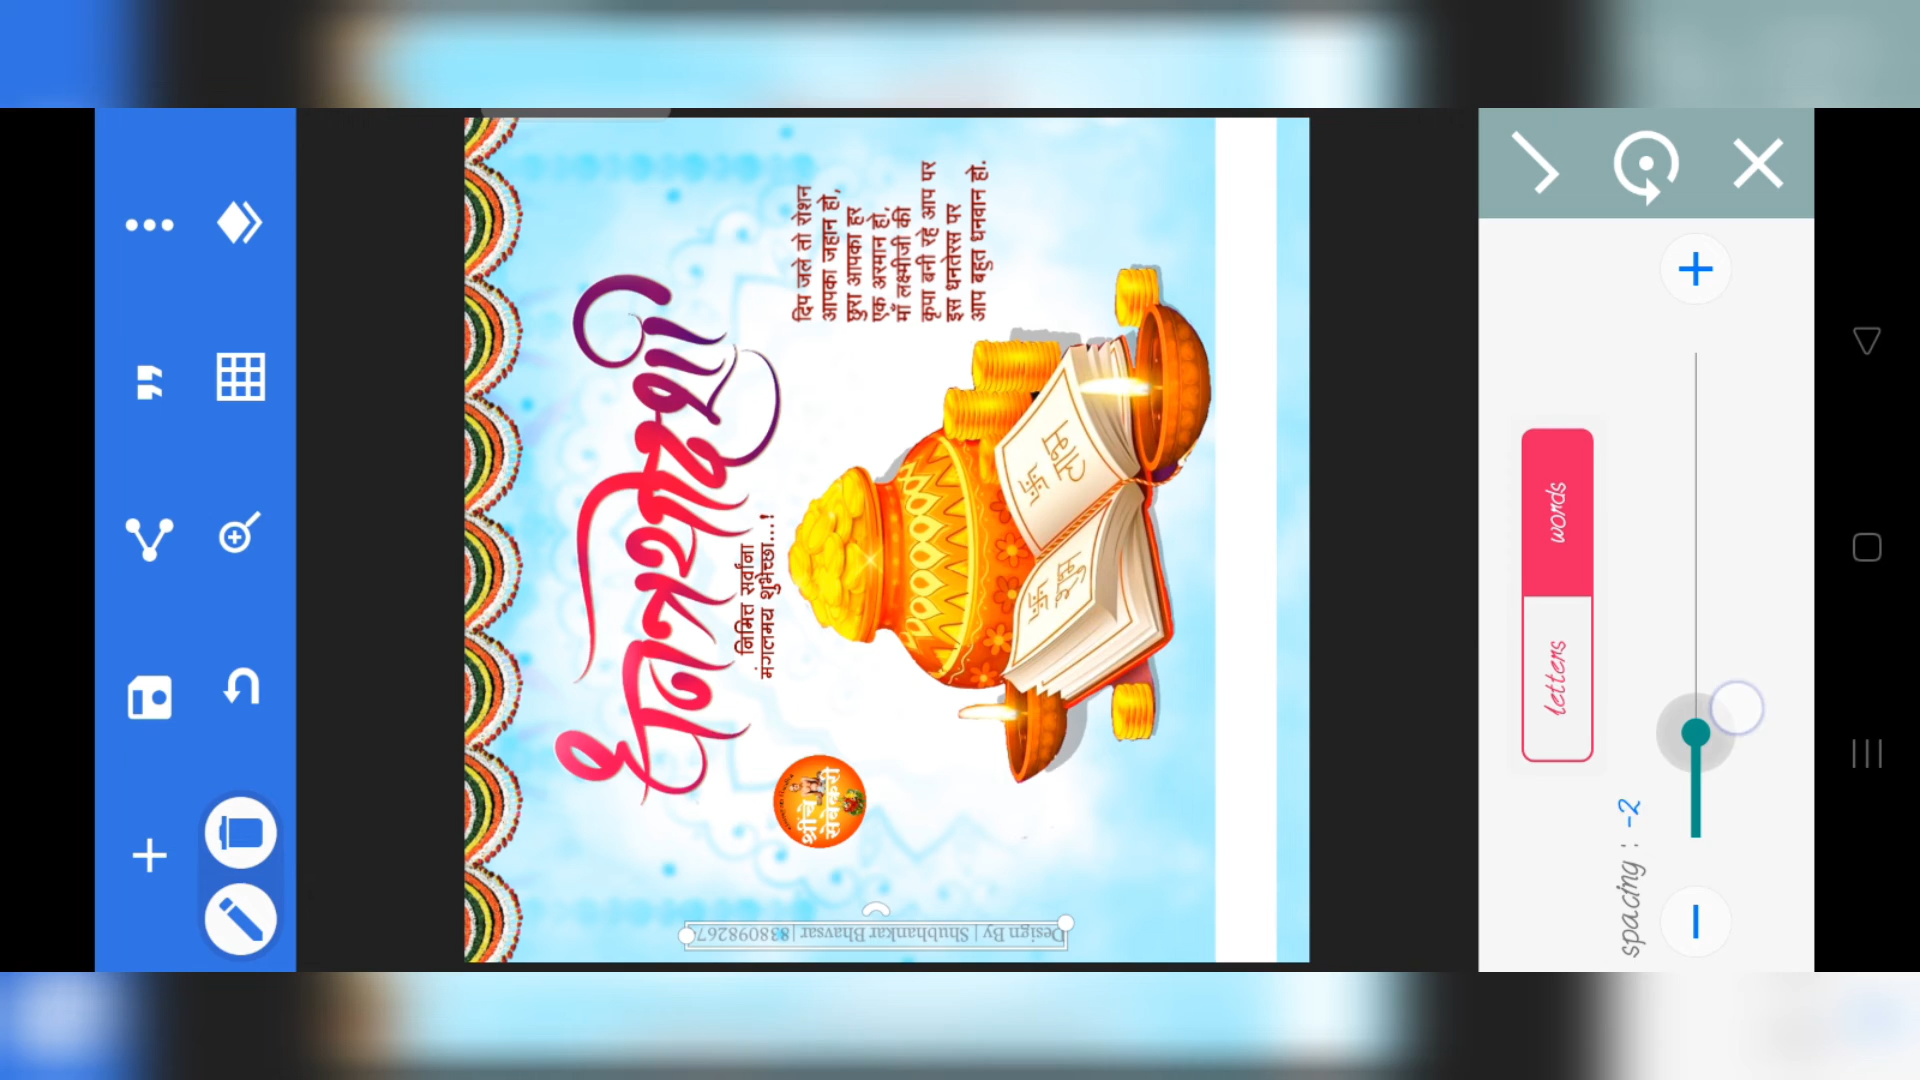 धनत्रयोदशी
निमित्त सर्वांना
मंगलमय शुभेच्छा...!
दिप जले तो रोशन
आपका जहान हो,
छुरा आपका हर
एक अरमान हो,
माँ लक्ष्मीजी की
कृपा बनी रहे आप पर
इस धनतेरस पर
आप बहुत धनवान हो.
शुभ
लाभ
श्रीचे
सेवेकरी
Design By | Shubhankar Bhavsar | 838098267
words
letters
spacing : -2